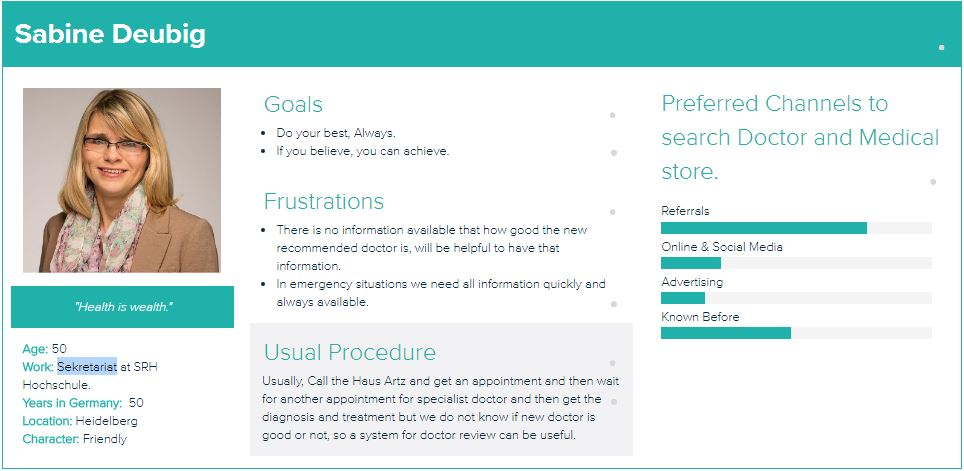 Sabine Deubig
"Health is wealth."
Age: 50
Work: Sekretariat at SRH
Hochschule.
Years in Germany: 50
Location: Heidelberg
Character: Friendly
Goals
• Do your best, Always.
• If you believe, you can achieve.
Frustrations
• There is no information available that how good the new
recommended doctor is, will be helpful to have that
information.
• In emergency situations we need all information quickly and
always available.
Usual Procedure
Usually, Call the Haus Artz and get an appointment and then wait
for another appointment for specialist doctor and then get the
diagnosis and treatment but we do not know if new doctor is
good or not, so a system for doctor review can be useful.
Preferred Channels to
search Doctor and Medical
store.
Referrals
Online & Social Media
Advertising
Known Before